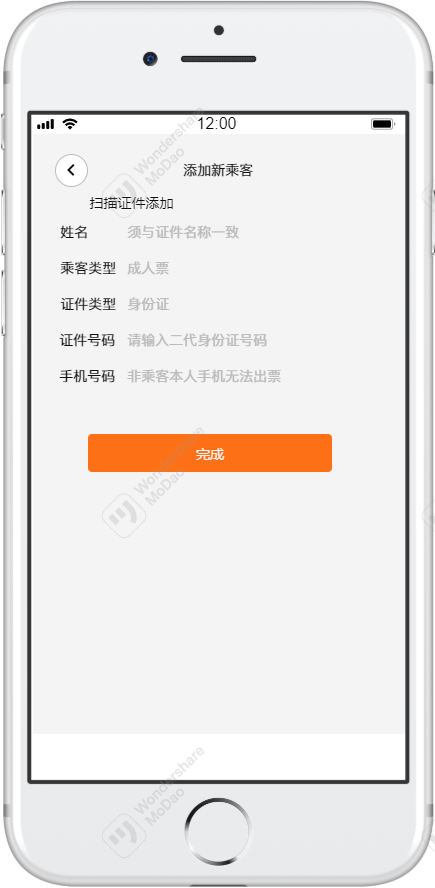 12:00
添加新乘客
扫描证件添加
姓名 须与证件名称一致
乘客类型 成人票
证件类型 身份证
证件号码 请输入二代身份证号码
手机号码 非乘客本人手机无法出票
完成
Wondershare
MoDao
Wondershare
MoDao
Wondershare
MoDao